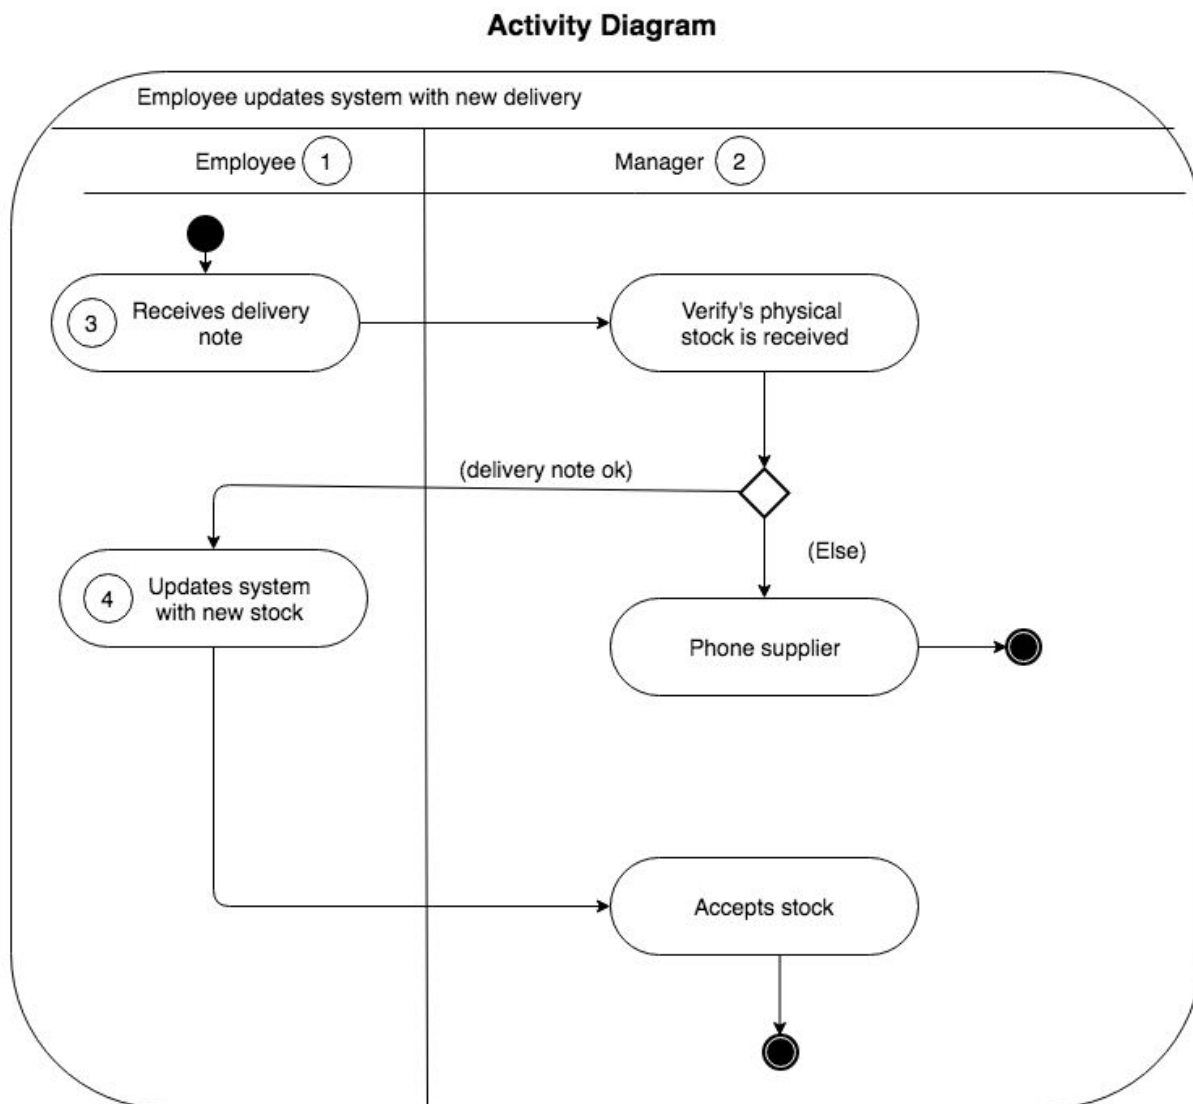 Activity Diagram
Employee updates system with new delivery
Employee 1
Manager 2
3
Receives delivery
note
Verify's physical
stock is received
(delivery note ok)
(Else)
4
Updates system
with new stock
Phone supplier
Accepts stock